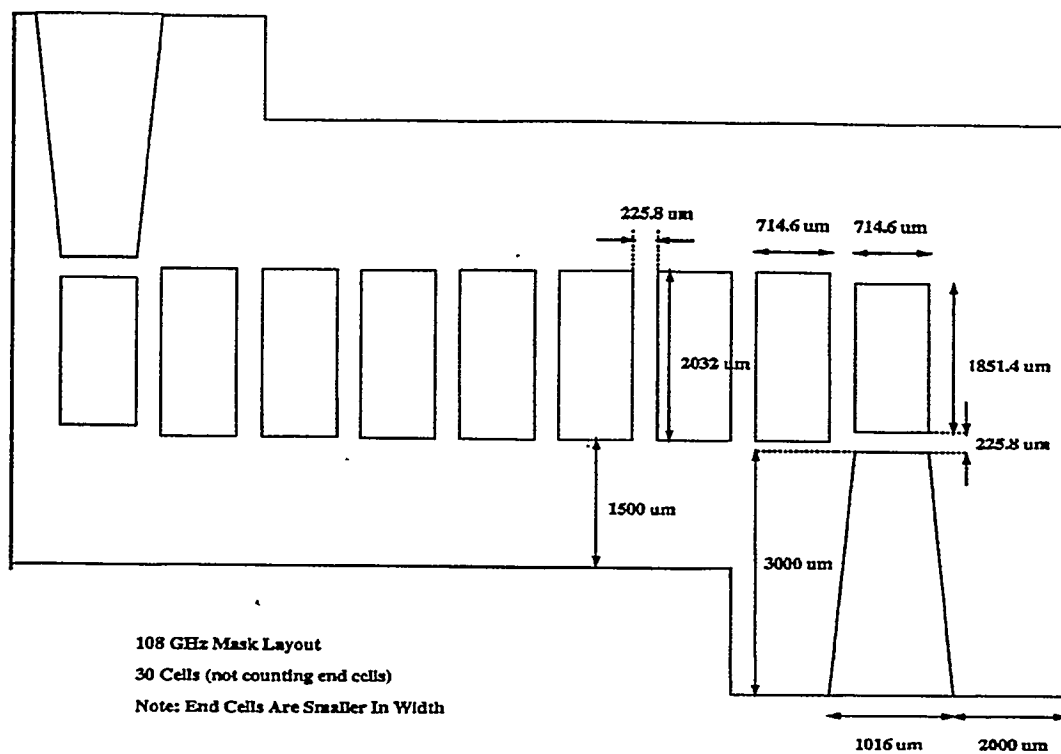 225.8 um
714.6 um
714.6 um
2032 um
1851.4 um
225.8 um
1500 um
3000 um
108 GHz Mask Layout
30 Cells (not counting end cells)
Note: End Cells Are Smaller In Width
1016 um
2000 um